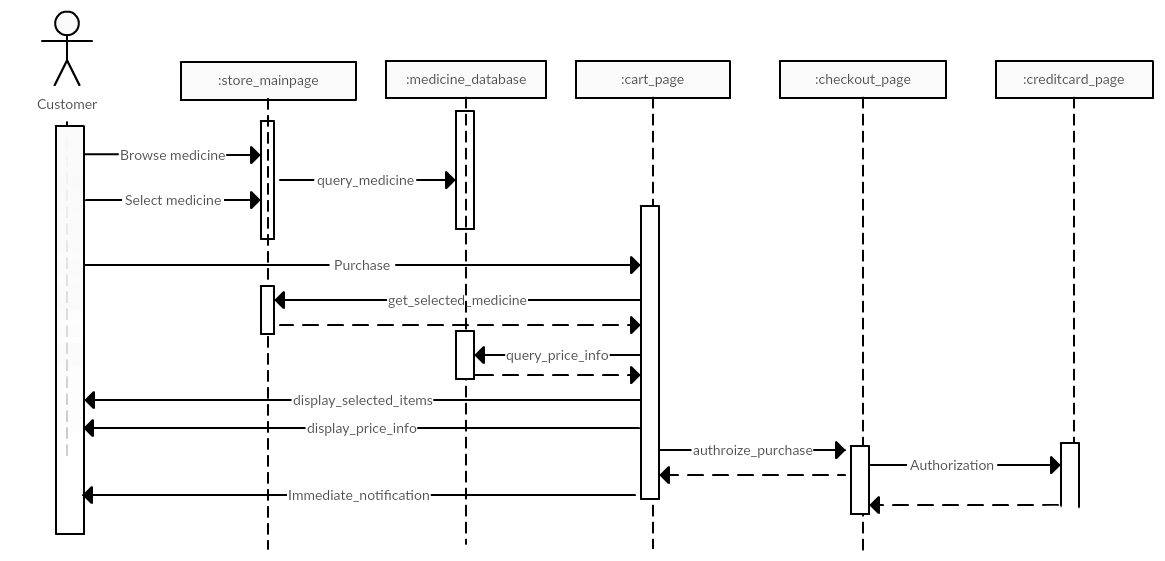 Customer
:store_mainpage
:medicine_database
:cart_page
:checkout_page
:creditcard_page
Browse medicine
query_medicine
Select medicine
Purchase
get_selected_medicine
query_price_info
display_selected_items
display_price_info
authroize_purchase
Authorization
Immediate_notification